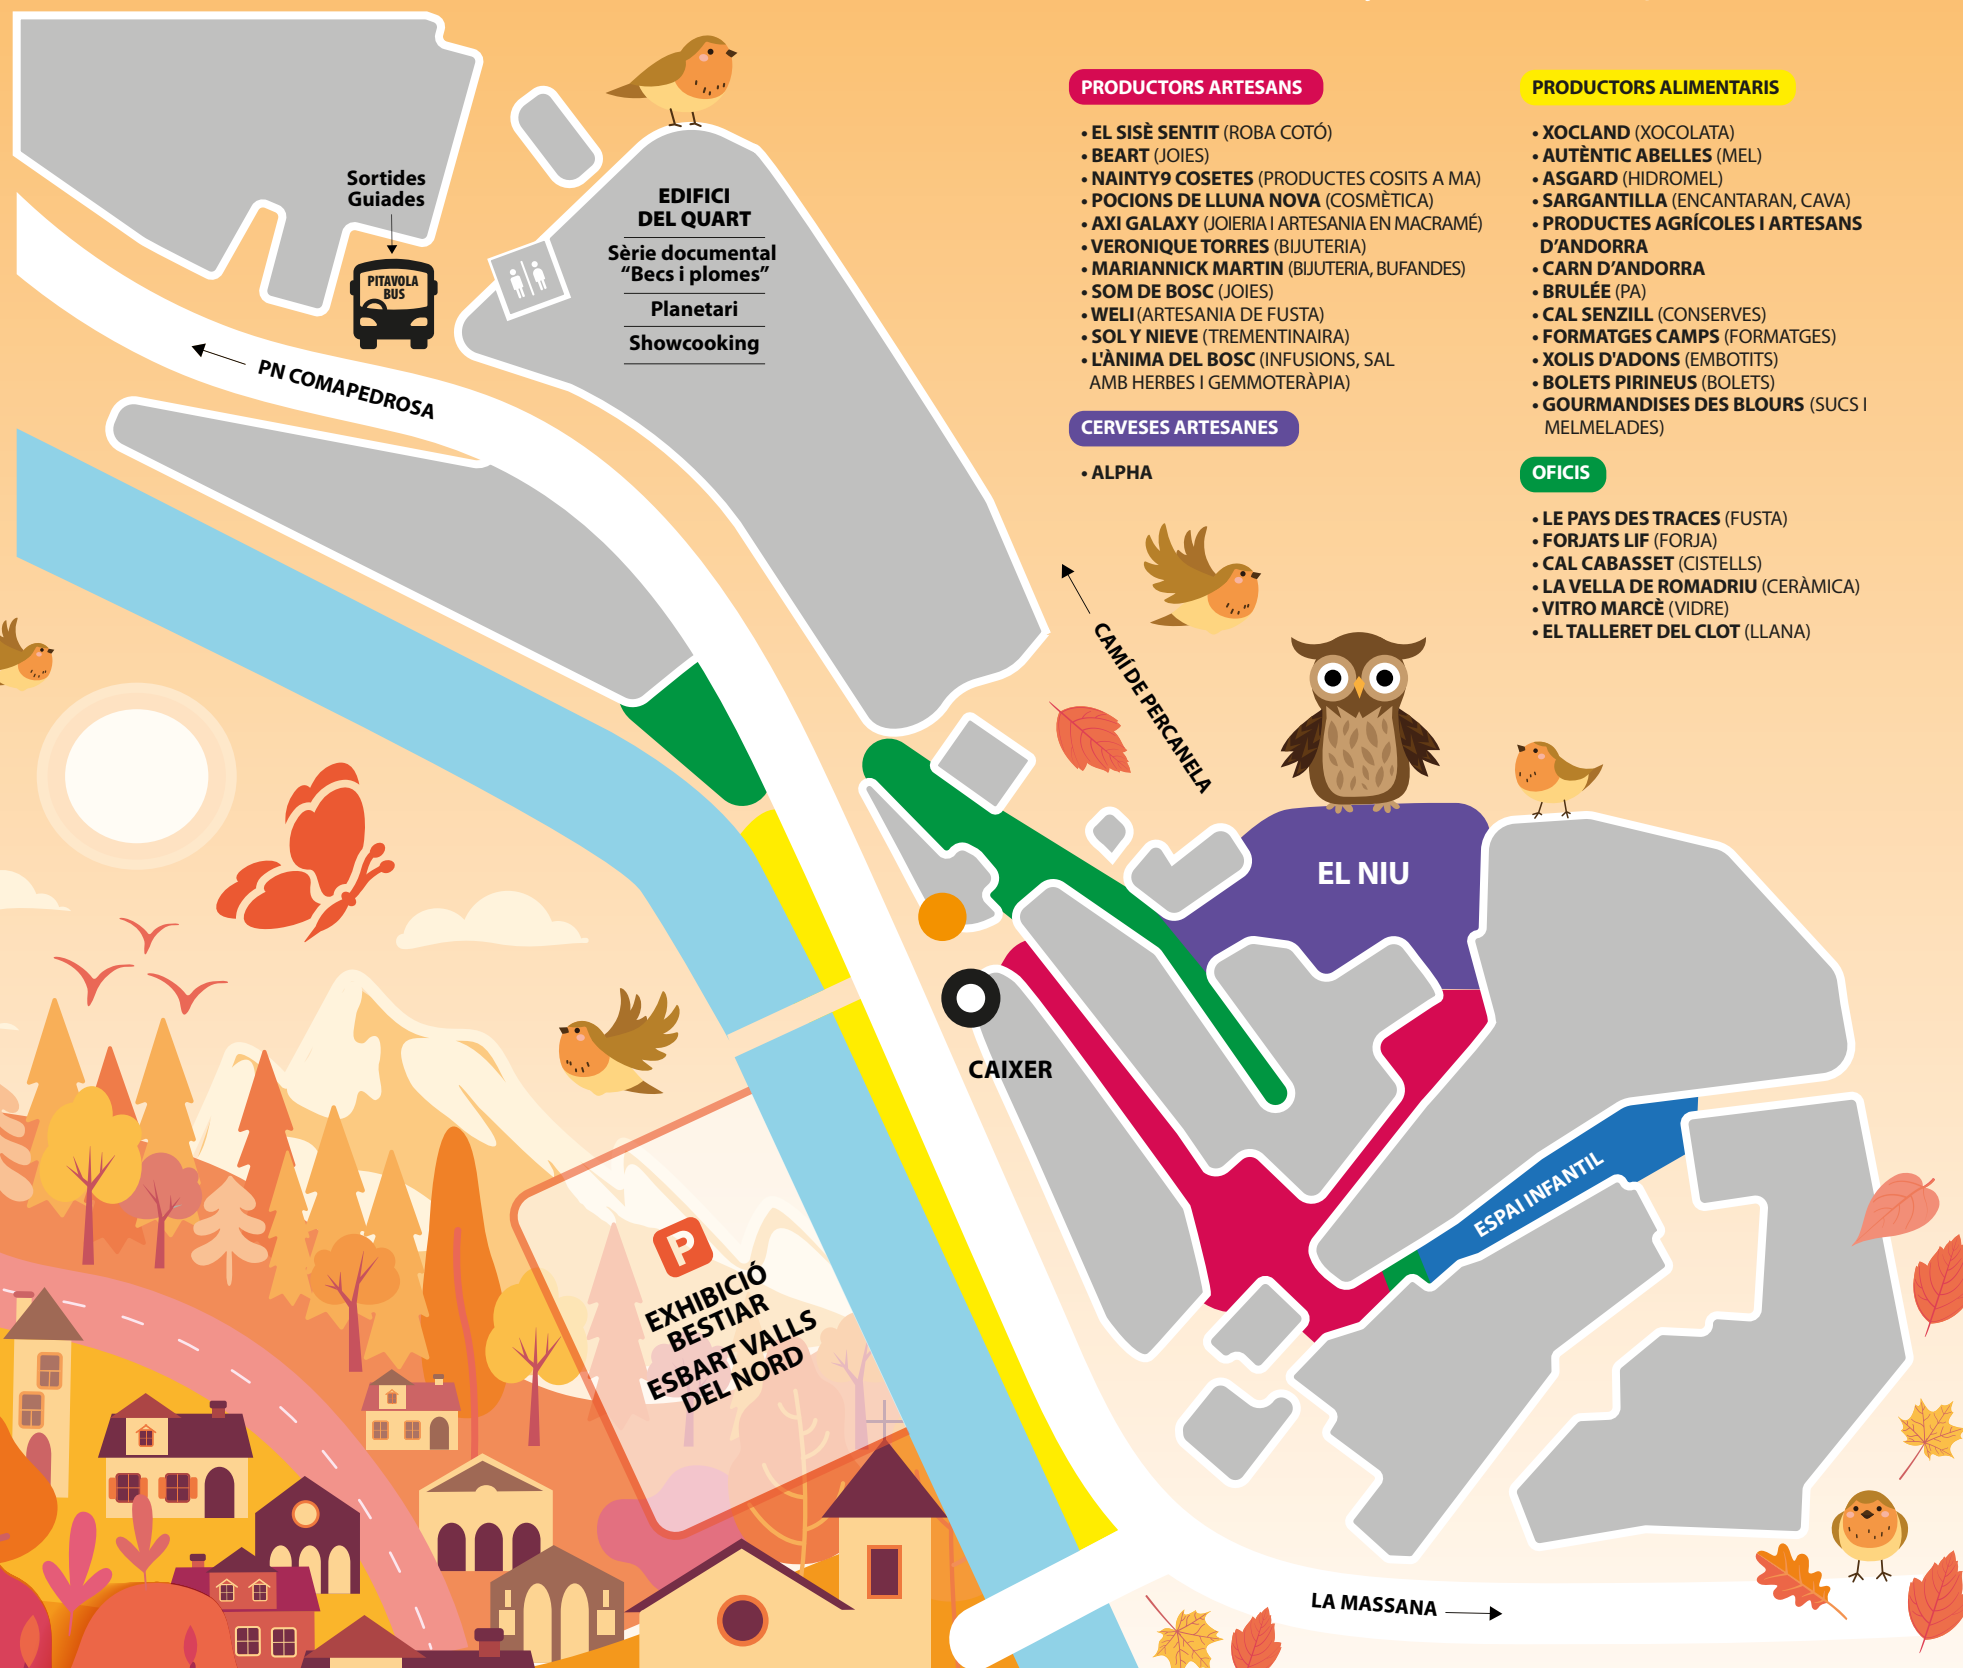 Sortides
Guiades
PITAVOLA
BUS
PN COMAPEDROSA
EDIFICI
DEL QUART
Sèrie documental
“Becs i plomes”
Planetari
Showcooking
PRODUCTORS ARTESANS
• EL SISÈ SENTIT (ROBA COTÓ)
• BEART (JOIES)
• NAINTY9 COSETES (PRODUCTES COSITS A MA)
• POCIONS DE LLUNA NOVA (COSMÈTICA)
• AXI GALAXY (JOIERIA I ARTESANIA EN MACRAMÉ)
• VERONIQUE TORRES (BIJUTERIA)
• MARIANNICK MARTIN (BIJUTERIA, BUFANDES)
• SOM DE BOSC (JOIES)
• WELI (ARTESANIA DE FUSTA)
• SOL Y NIEVE (TREMENTINAIRA)
• L'ÀNIMA DEL BOSC (INFUSIONS, SAL
AMB HERBES I GEMMOTERÀPIA)
CERVESES ARTESANES
• ALPHA
PRODUCTORS ALIMENTARIS
• XOCLAND (XOCOLATA)
• AUTÈNTIC ABELLES (MEL)
• ASGARD (HIDROMEL)
• SARGANTILLA (ENCANTARAN, CAVA)
• PRODUCTES AGRÍCOLES I ARTESANS
D’ANDORRA
• CARN D’ANDORRA
• BRULÉE (PA)
• CAL SENZILL (CONSERVES)
• FORMATGES CAMPS (FORMATGES)
• XOLIS D'ADONS (EMBOTITS)
• BOLETS PIRINEUS (BOLETS)
• GOURMANDISES DES BLOURS (SUCS I
MELMELADES)
OFICIS
• LE PAYS DES TRACES (FUSTA)
• FORJATS LIF (FORJA)
• CAL CABASSET (CISTELLS)
• LA VELLA DE ROMADRIU (CERÀMICA)
• VITRO MARCÈ (VIDRE)
• EL TALLERET DEL CLOT (LLANA)
CAMÍ DE PERCANELA
EL NIU
CAIXER
ESPAI INFANTIL
P
EXHIBICIÓ
BESTIAR
ESBART VALLS
DEL NORD
LA MASSANA